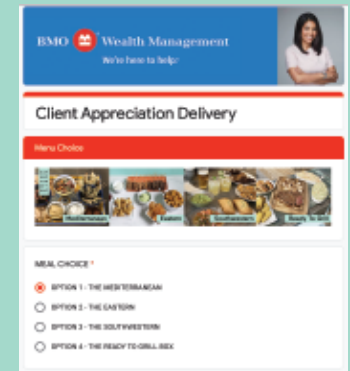 BMO Wealth Management
We're here to help.
Client Appreciation Delivery
Menu Choice
Mediterranean Eastern Southwestern Ready To Grill
MEAL CHOICE *
OPTION 1 - THE MEDITERRANEAN
OPTION 2 - THE EASTERN
OPTION 3 - THE SOUTHWESTERN
OPTION 4 - THE READY TO GRILL BOX